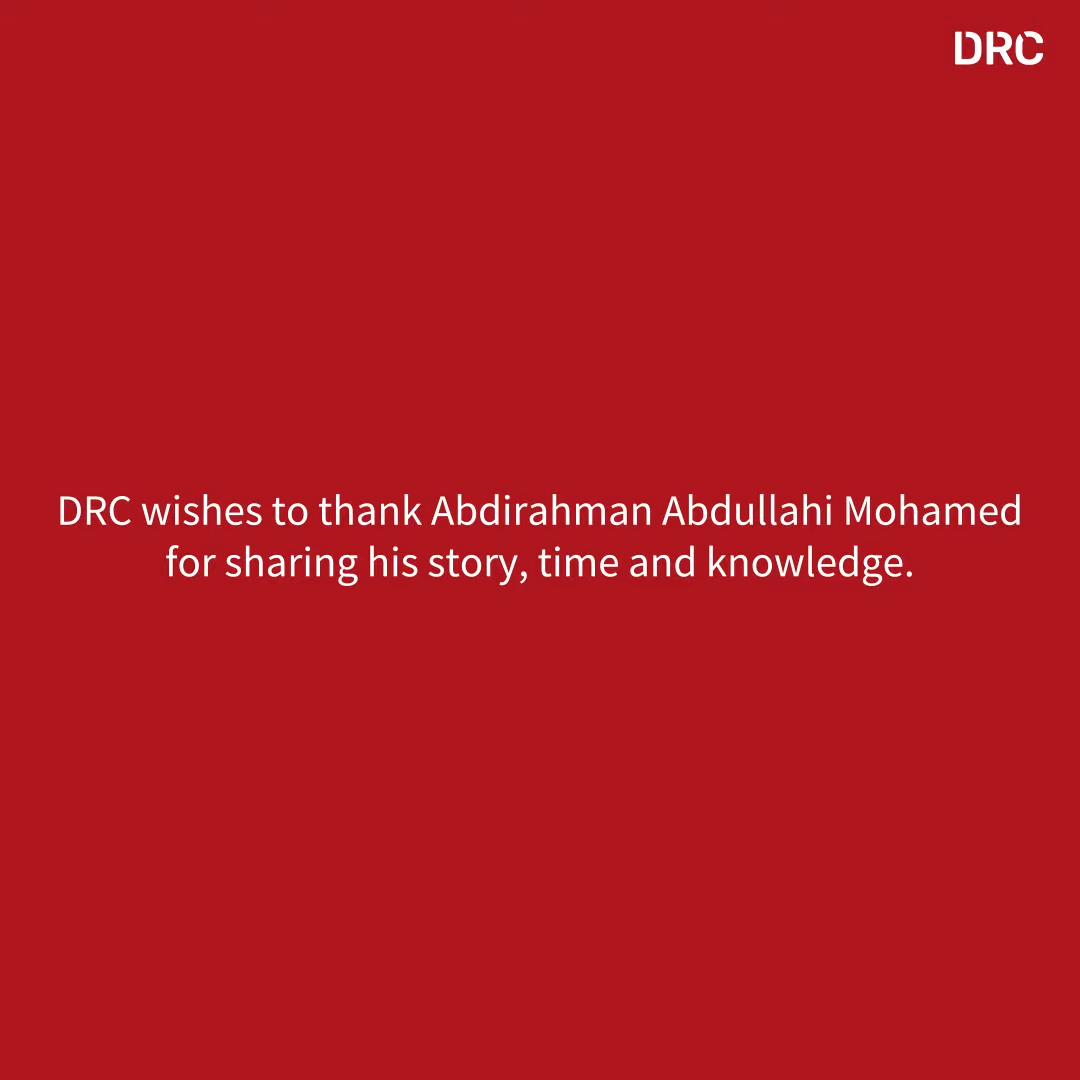 DRC
DRC wishes to thank Abdirahman Abdullahi Mohamed
for sharing his story, time and knowledge.